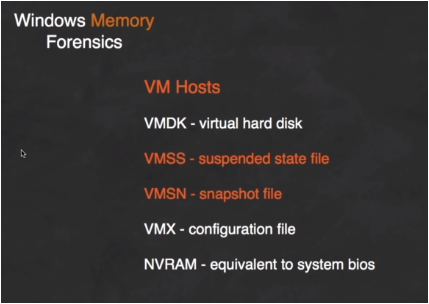 Windows Memory
Forensics
VM Hosts
VMDK - virtual hard disk
VMSS - suspended state file
VMSN - snapshot file
VMX - configuration file
NVRAM - equivalent to system bios